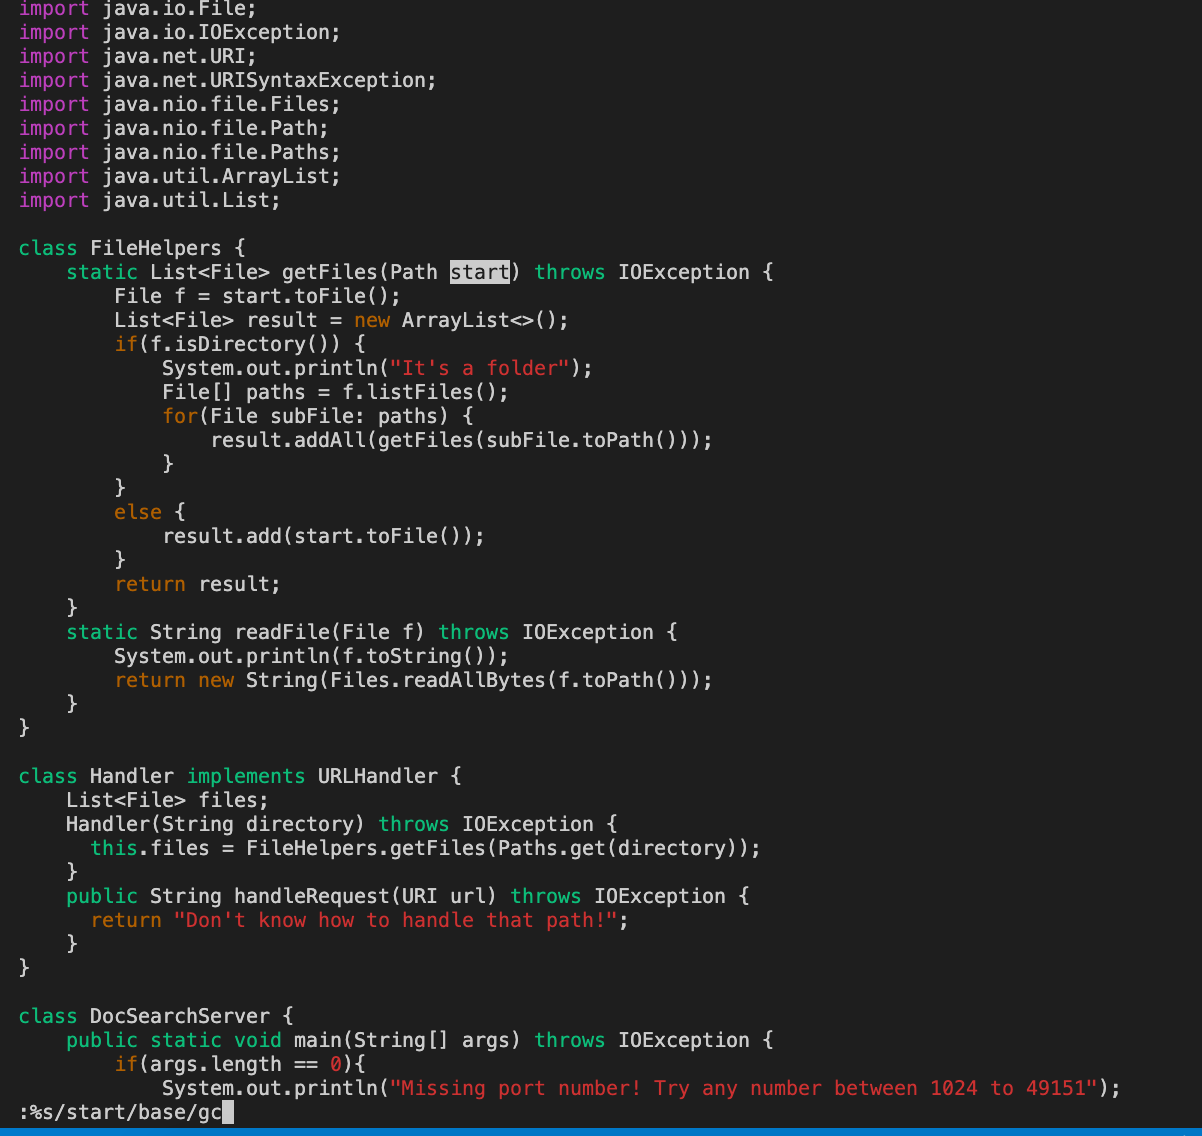 import java.io.File;
import java.io.IOException;
import java.net.URI;
import java.net.URISyntaxException;
import java.nio.file.Files;
import java.nio.file.Path;
import java.nio.file.Paths;
import java.util.ArrayList;
import java.util.List;

class FileHelpers {
    static List<File> getFiles(Path start) throws IOException {
        File f = start.toFile();
        List<File> result = new ArrayList<>();
        if(f.isDirectory()) {
            System.out.println("It's a folder");
            File[] paths = f.listFiles();
            for(File subFile: paths) {
                result.addAll(getFiles(subFile.toPath()));
            }
        }
        else {
            result.add(start.toFile());
        }
        return result;
    }
    static String readFile(File f) throws IOException {
        System.out.println(f.toString());
        return new String(Files.readAllBytes(f.toPath()));
    }
}

class Handler implements URLHandler {
    List<File> files;
    Handler(String directory) throws IOException {
      this.files = FileHelpers.getFiles(Paths.get(directory));
    }
    public String handleRequest(URI url) throws IOException {
      return "Don't know how to handle that path!";
    }
}

class DocSearchServer {
    public static void main(String[] args) throws IOException {
        if(args.length == 0){
            System.out.println("Missing port number! Try any number between 1024 to 49151");
:%s/start/base/gc